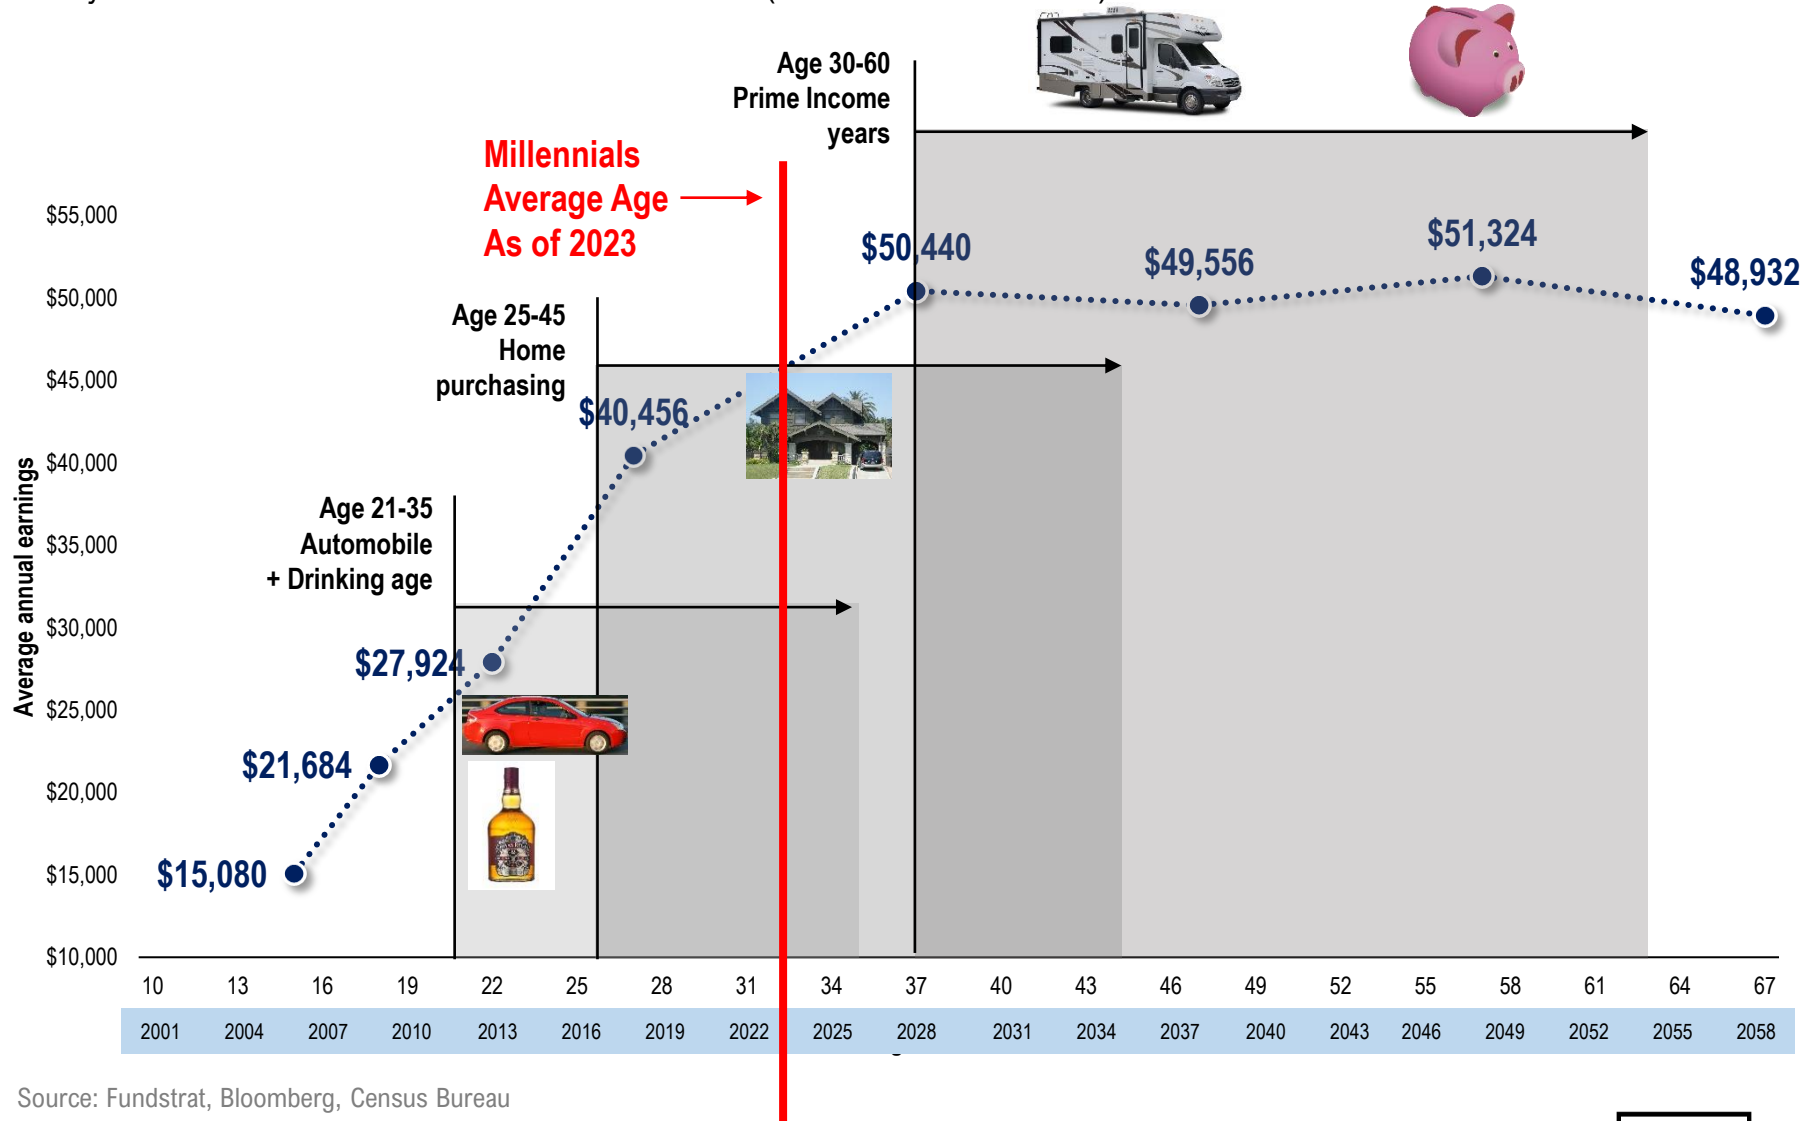 Age 30-60
Prime Income
years
Millennials
Average Age
As of 2023
$55,000
$50,000
$45,000
$40,000
$35,000
$30,000
$25,000
$20,000
$15,000
$10,000
Average annual earnings
Age 25-45
Home
purchasing
Age 21-35
Automobile
+ Drinking age
$15,080
$21,684
$27,924
$40,456
$50,440
$49,556
$51,324
$48,932
10 13 16 19 22 25 28 31 34 37 40 43 46 49 52 55 58 61 64 67
2001 2004 2007 2010 2013 2016 2019 2022 2025 2028 2031 2034 2037 2040 2043 2046 2049 2052 2055 2058
Source: Fundstrat, Bloomberg, Census Bureau